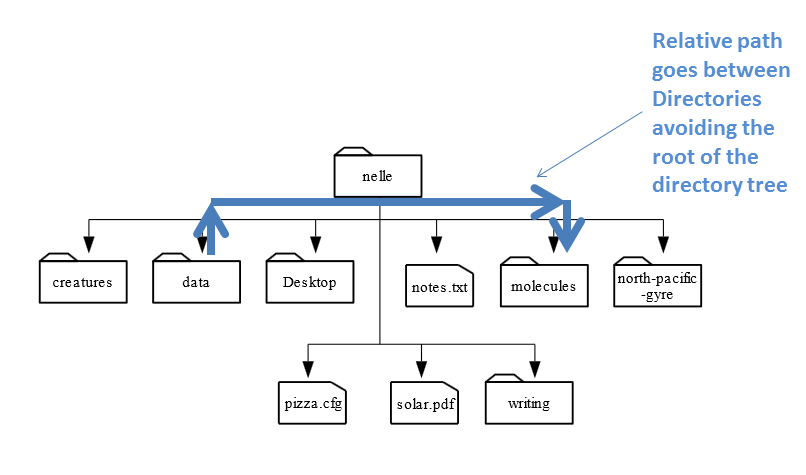 Relative path
goes between
Directories
avoiding the
root of the
directory tree
nelle
creatures
data
Desktop
notes.txt
molecules
north-pacific
-gyre
pizza.cfg
solar.pdf
writing